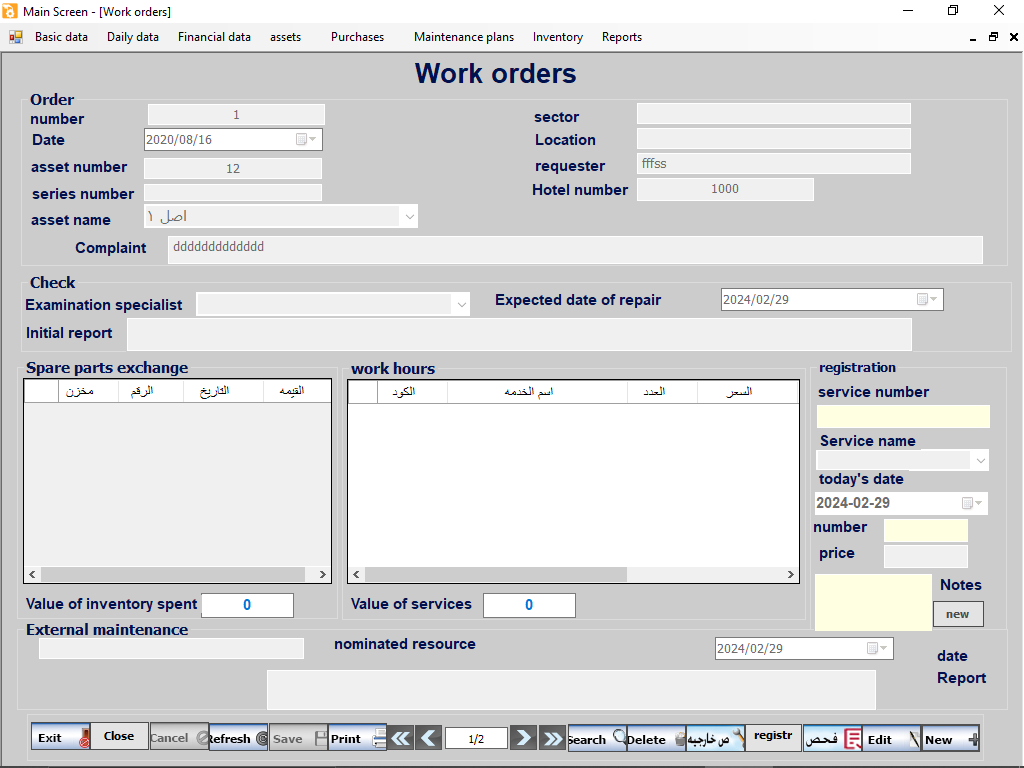 Main Screen - [Work orders]
Basic data Daily data Financial data assets Purchases Maintenance plans Inventory Reports
Work orders
Order
number 1
sector
Date 2020/08/16
Location
asset number 12
requester fffss
series number
Hotel number 1000
asset name اصل ١
Complaint ddddddddddddd
Check
Examination specialist
Expected date of repair 2024/02/29
Initial report
Spare parts exchange
work hours
registration
مخزن الرقم التاريخ القيمه
الكود اسم الخدمه العدد السعر
service number
Service name
today's date
2024-02-29
number
price
Notes
new
Value of inventory spent 0
Value of services 0
External maintenance
nominated resource
2024/02/29
date
Report
Exit Close Cancel Refresh Save Print 1/2 Search Delete ص خارجيه registr فحص Edit New